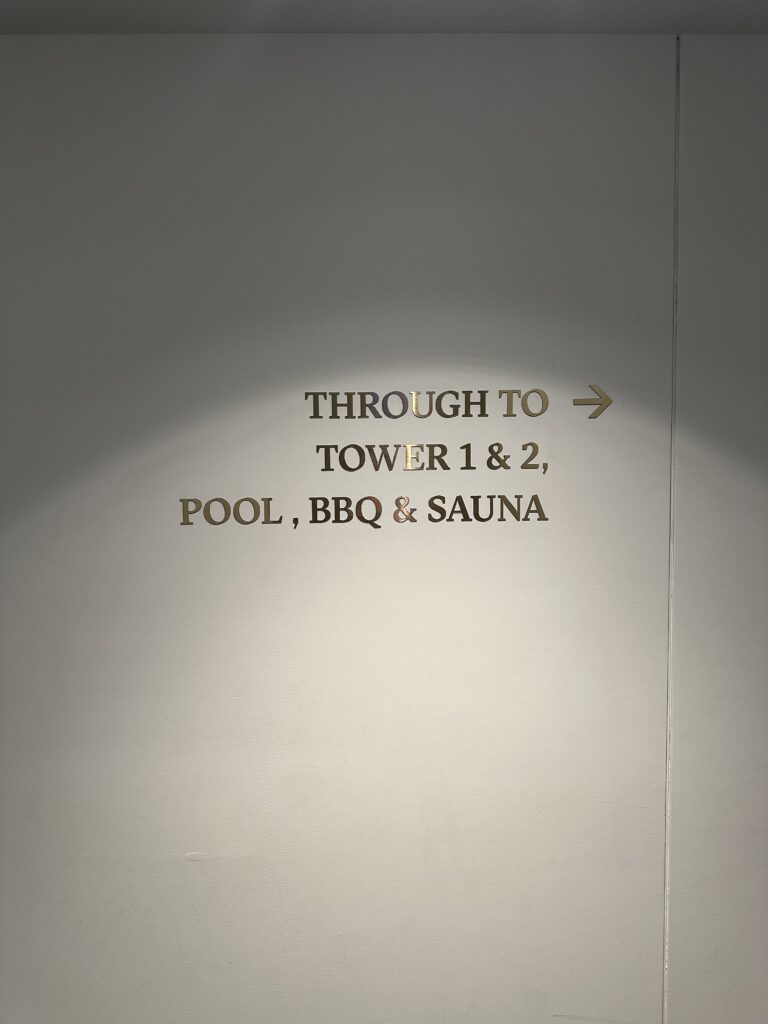 THROUGH TO →
TOWER 1 & 2,
POOL , BBQ & SAUNA